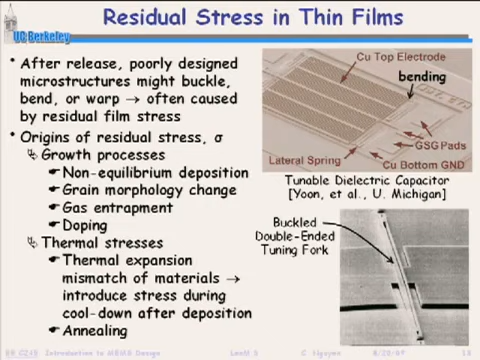 Residual Stress in Thin Films
UC Berkeley
• After release, poorly designed
microstructures might buckle,
bend, or warp → often caused
by residual film stress
• Origins of residual stress, σ
Growth processes
Non-equilibrium deposition
Grain morphology change
Gas entrapment
Doping
Thermal stresses
Thermal expansion
mismatch of materials →
introduce stress during
cool-down after deposition
Annealing
Cu Top Electrode
bending
GSG Pads
Lateral Spring
Cu Bottom GND
Tunable Dielectric Capacitor
[Yoon, et al., U. Michigan]
Buckled
Double-Ended
Tuning Fork
EE C245: Introduction to MEMS Design
LecM 5
C. Nguyen